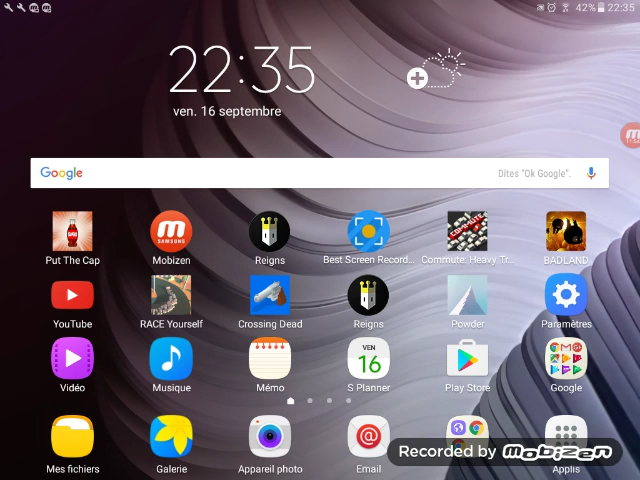 42% 22:35
22:35
ven. 16 septembre
Google Dites "Ok Google".
Put The Cap Mobizen Reigns Best Screen Record... Commute: Heavy Tr... BADLAND
YouTube RACE Yourself Crossing Dead Reigns Powder Paramètres
VEN
16
Vidéo Musique Mémo S Planner Play Store Google
Mes fichiers Galerie Appareil photo Email Applis
Recorded by Mobizen